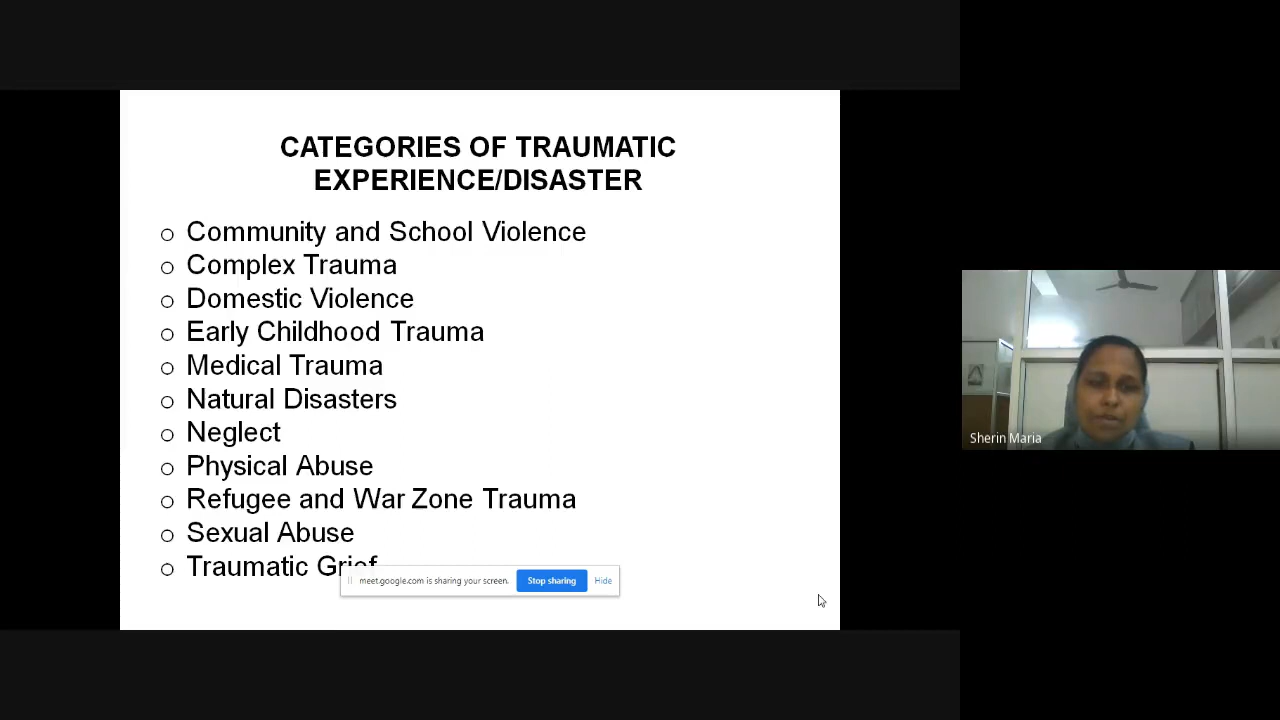 CATEGORIES OF TRAUMATIC
EXPERIENCE/DISASTER
Community and School Violence
Complex Trauma
Domestic Violence
Early Childhood Trauma
Medical Trauma
Natural Disasters
Neglect
Physical Abuse
Refugee and War Zone Trauma
Sexual Abuse
Traumatic Grief
meet.google.com is sharing your screen.
Stop sharing
Hide
Sherin Maria